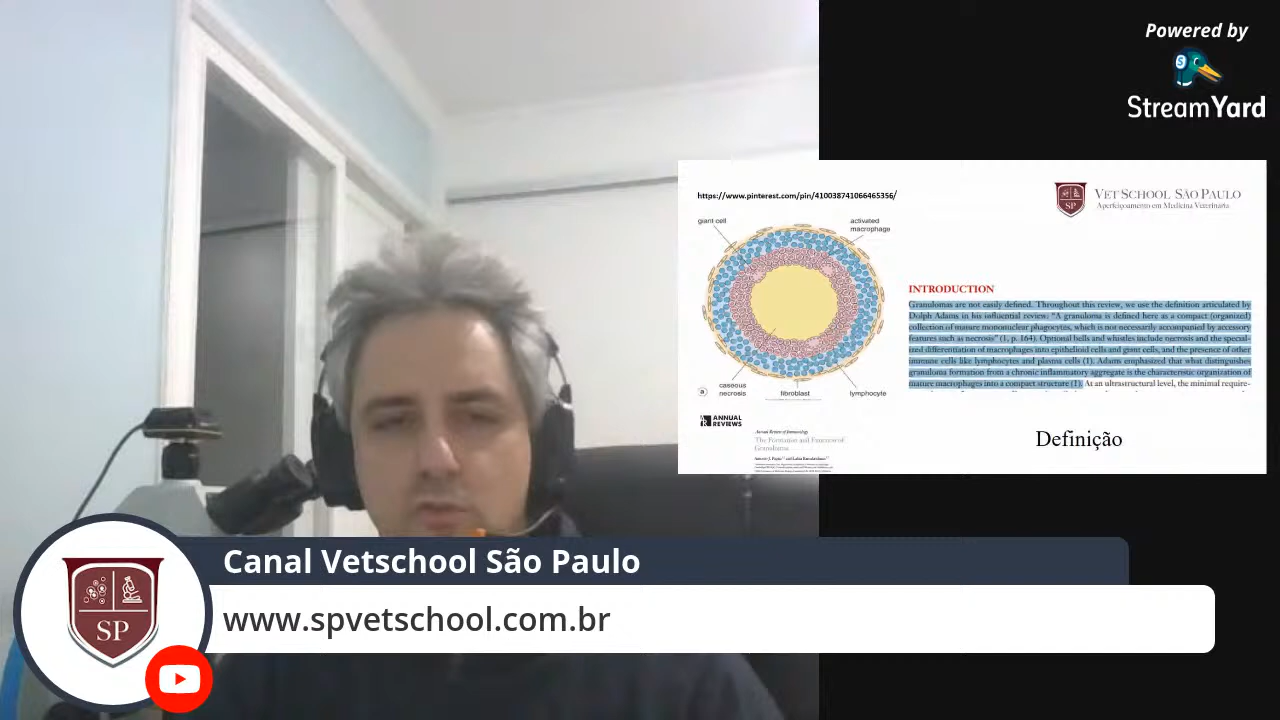 Powered by
StreamYard
https://www.pinterest.com/pin/410038741066465356/
VET SCHOOL SÃO PAULO
Aperfeiçoamento em Medicina Veterinária
SP
giant cell
activated
macrophage
caseous
necrosis
fibroblast
lymphocyte
a
INTRODUCTION
Granulomas are not easily defined. Throughout this review, we use the definition articulated by
Dolph Adams in his influential review: “A granuloma is defined here as a compact (organized)
collection of mature mononuclear phagocytes, which is not necessarily accompanied by accessory
features such as necrosis” (1, p. 164). Optional bells and whistles include necrosis and the special-
ized differentiation of macrophages into epithelioid cells and giant cells, and the presence of other
immune cells like lymphocytes and plasma cells (1). Adams emphasized that what distinguishes
granuloma formation from a chronic inflammatory aggregate is the characteristic organization of
mature macrophages into a compact structure (1). At an ultrastructural level, the minimal require-
ANNUAL
REVIEWS
Annual Review of Immunology
The Formation and Function of
Granulomas
Definição
Canal Vetschool São Paulo
www.spvetschool.com.br
SP